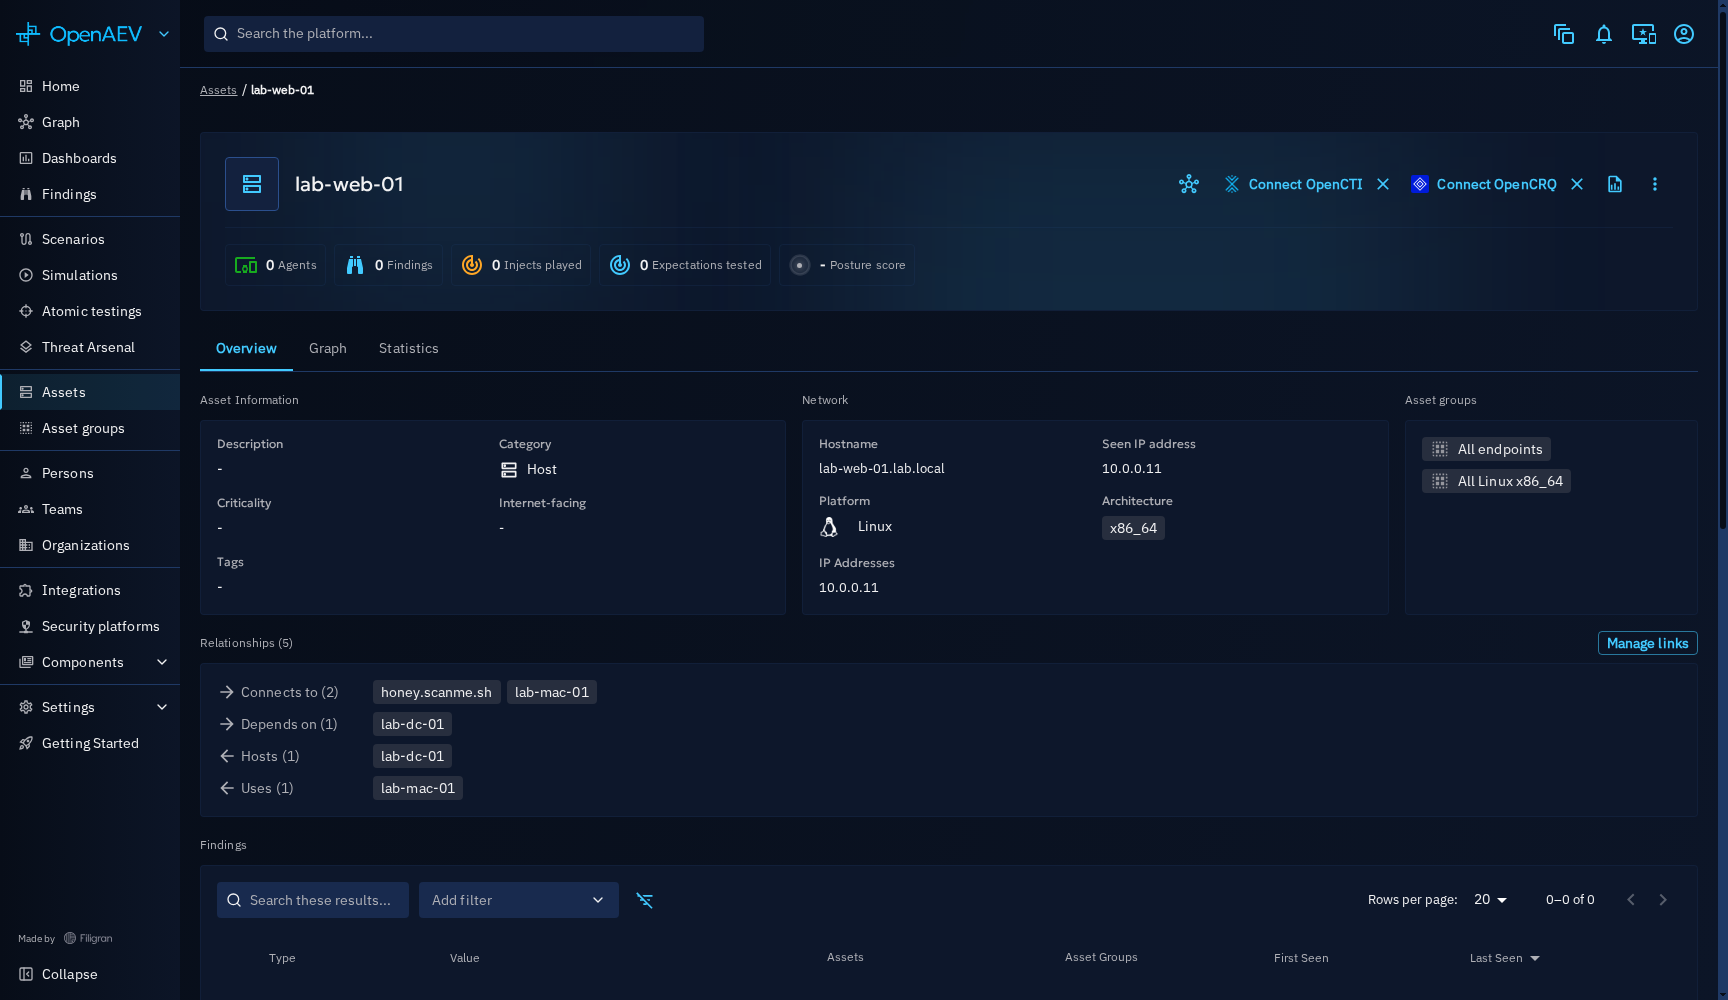 OpenAEV
Search the platform...
Home
Graph
Dashboards
Findings
Scenarios
Simulations
Atomic testings
Threat Arsenal
Assets
Asset groups
Persons
Teams
Organizations
Integrations
Security platforms
Components
Settings
Getting Started
Made by Filigran
Collapse
Assets / lab-web-01
lab-web-01
Connect OpenCTI
Connect OpenCRQ
0 Agents
0 Findings
0 Injects played
0 Expectations tested
- Posture score
Overview
Graph
Statistics
Asset Information
Description
-
Category
Host
Criticality
-
Internet-facing
-
Tags
-
Network
Hostname
lab-web-01.lab.local
Seen IP address
10.0.0.11
Platform
Linux
Architecture
x86_64
IP Addresses
10.0.0.11
Asset groups
All endpoints
All Linux x86_64
Relationships (5)
Manage links
Connects to (2) honey.scanme.sh lab-mac-01
Depends on (1) lab-dc-01
Hosts (1) lab-dc-01
Uses (1) lab-mac-01
Findings
Search these results...
Add filter
Rows per page: 20 0–0 of 0
Type Value Assets Asset Groups First Seen Last Seen